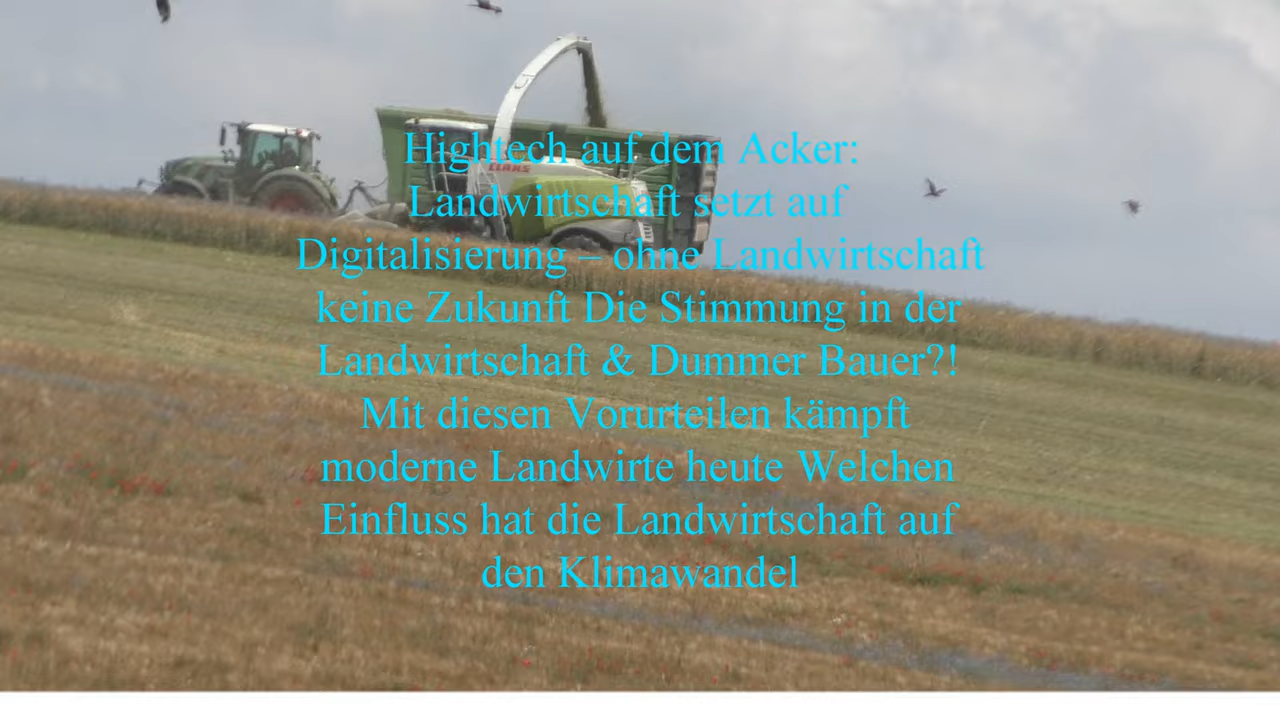 Hightech auf dem Acker:
Landwirtschaft setzt auf
Digitalisierung – ohne Landwirtschaft
keine Zukunft Die Stimmung in der
Landwirtschaft & Dummer Bauer?!
Mit diesen Vorurteilen kämpft
moderne Landwirte heute Welchen
Einfluss hat die Landwirtschaft auf
den Klimawandel
CLAAS